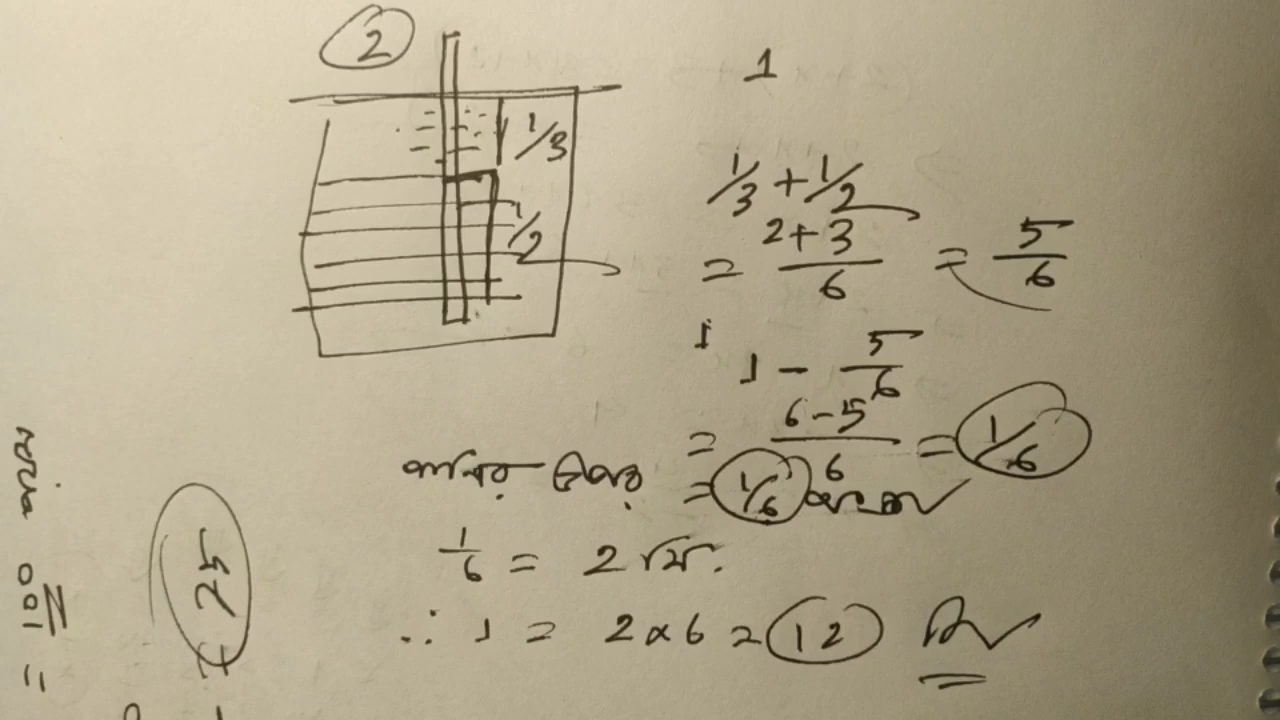 2
1
1/3
1/2
1/3 + 1/2
= 2+3/6 = 5/6
1 - 5/6
= 6-5/6 = 1/6
পানির উপর = 1/6 অংশ
1/6 = 2 মি.
∴ 1 = 2×6 = 12